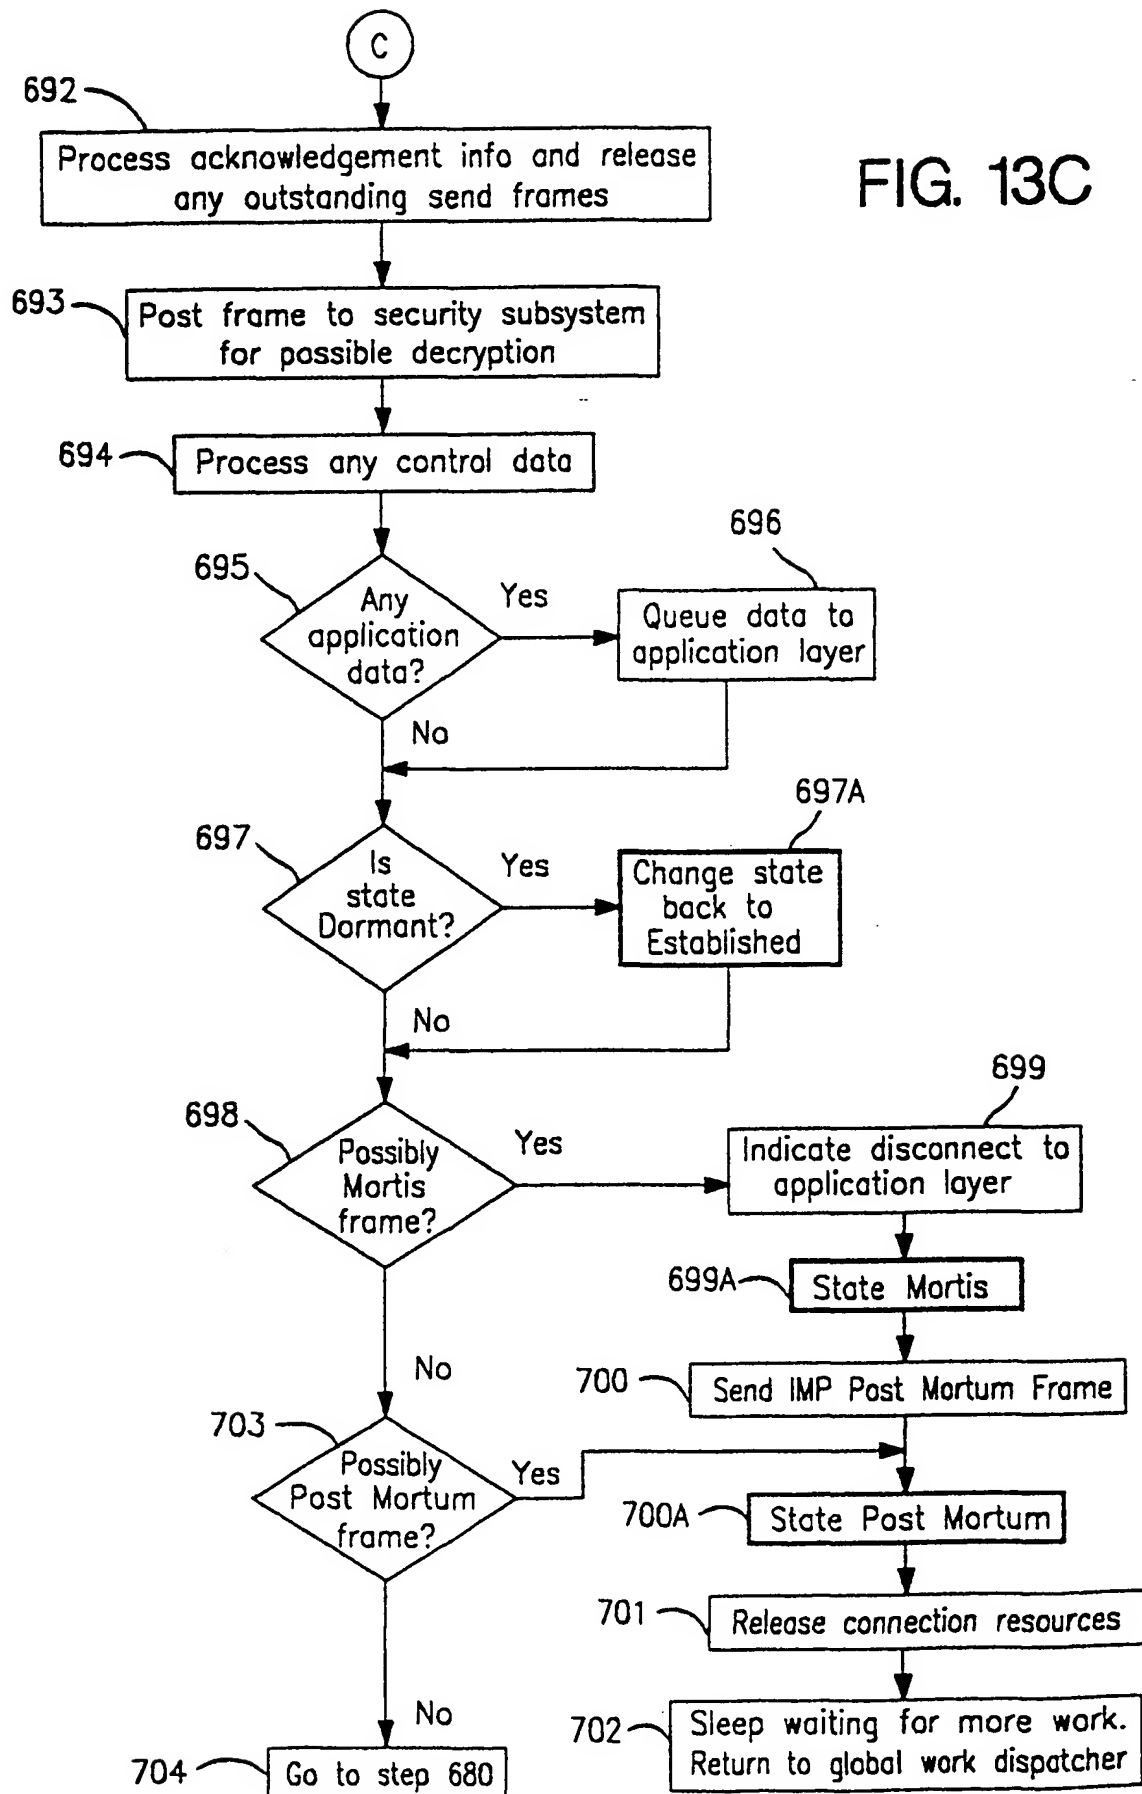 C
692
Process acknowledgement info and release
any outstanding send frames
FIG. 13C
693
Post frame to security subsystem
for possible decryption
694
Process any control data
695
Any
application
data?
Yes
696
Queue data to
application layer
No
697
Is
state
Dormant?
Yes
697A
Change state
back to
Established
No
698
Possibly
Mortis
frame?
Yes
699
Indicate disconnect to
application layer
699A
State Mortis
No
700
Send IMP Post Mortum Frame
703
Possibly
Post Mortum
frame?
Yes
700A
State Post Mortum
701
Release connection resources
No
702
Sleep waiting for more work.
Return to global work dispatcher
704
Go to step 680